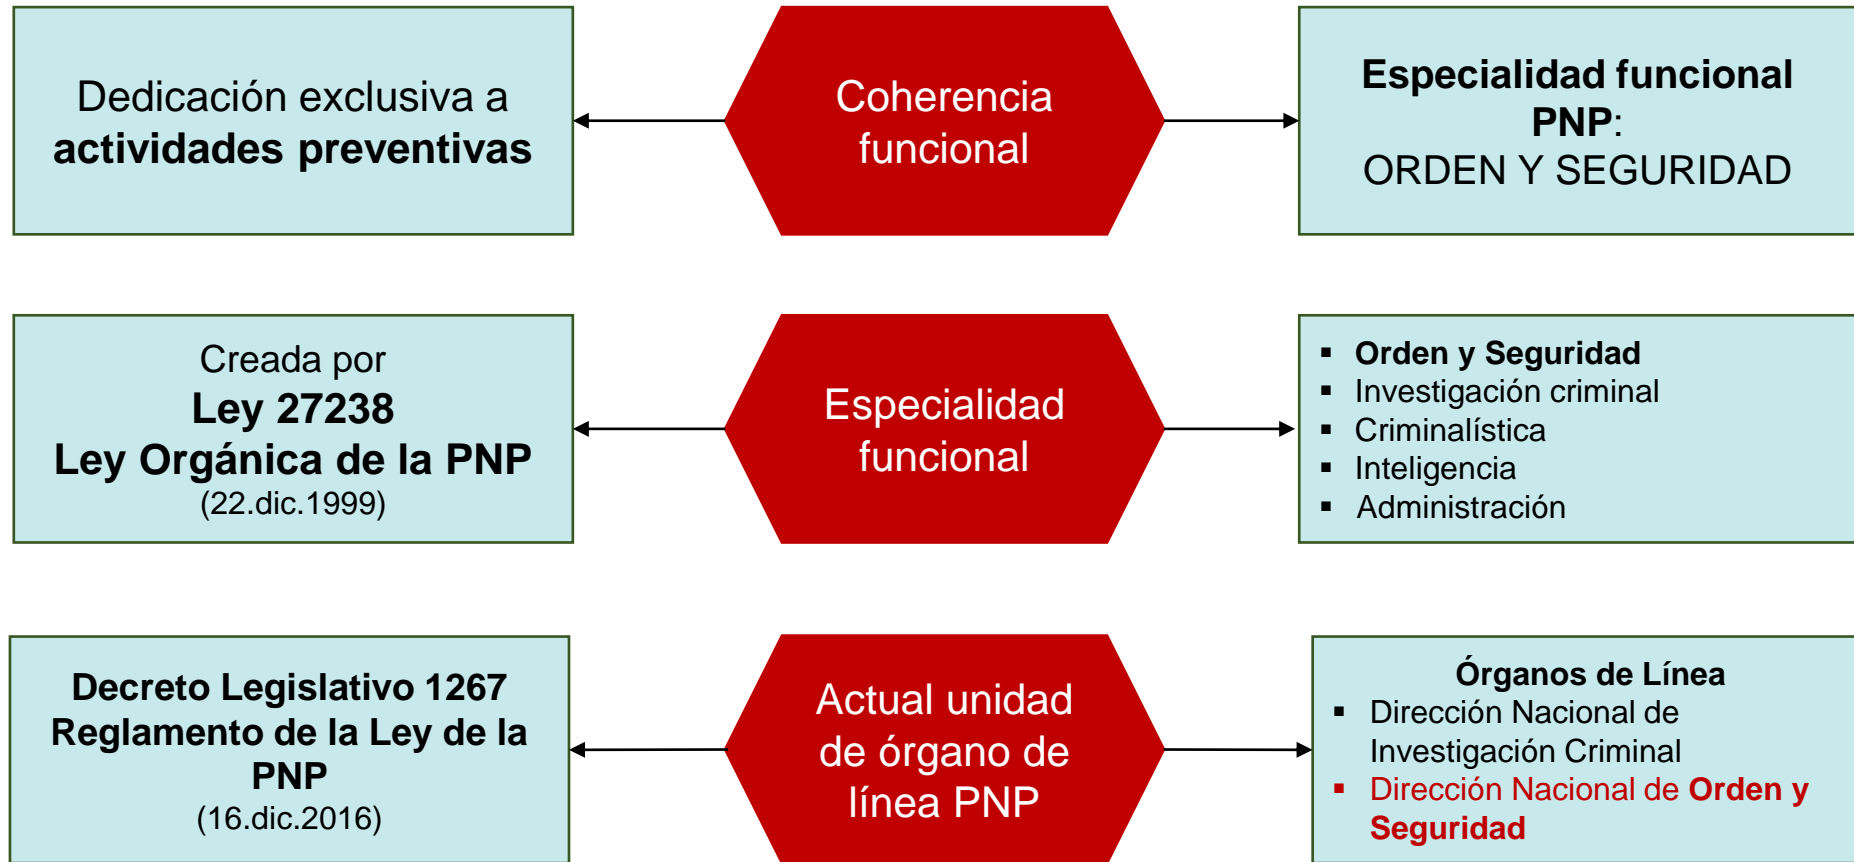 Dedicación exclusiva a
actividades preventivas
Coherencia
funcional
Especialidad funcional
PNP:
ORDEN Y SEGURIDAD
Creada por
Ley 27238
Ley Orgánica de la PNP
(22.dic.1999)
Especialidad
funcional
▪ Orden y Seguridad
▪ Investigación criminal
▪ Criminalística
▪ Inteligencia
▪ Administración
Decreto Legislativo 1267
Reglamento de la Ley de la
PNP
(16.dic.2016)
Actual unidad
de órgano de
línea PNP
Órganos de Línea
▪ Dirección Nacional de
Investigación Criminal
▪ Dirección Nacional de Orden y
Seguridad